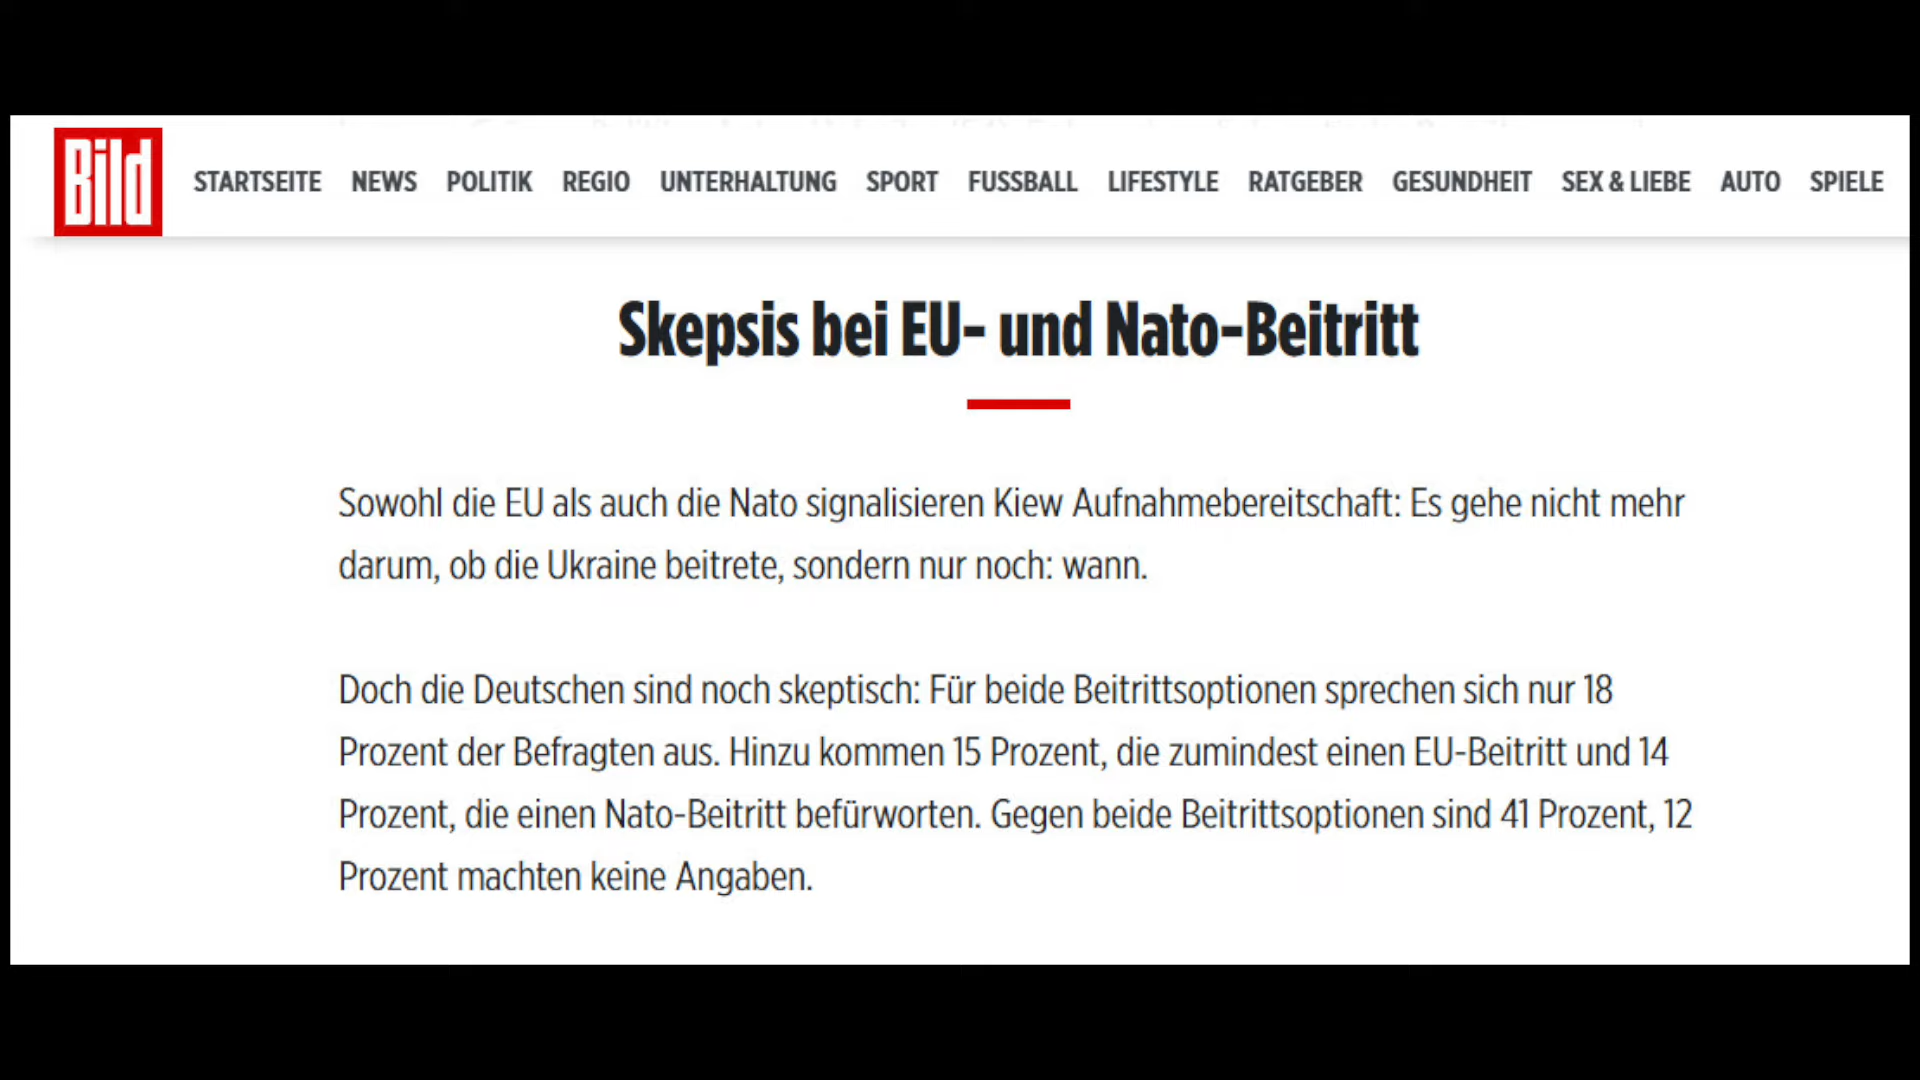 Bild
STARTSEITE NEWS POLITIK REGIO UNTERHALTUNG SPORT FUSSBALL LIFESTYLE RATGEBER GESUNDHEIT SEX & LIEBE AUTO SPIELE
Skepsis bei EU- und Nato-Beitritt
Sowohl die EU als auch die Nato signalisieren Kiew Aufnahmebereitschaft: Es gehe nicht mehr
darum, ob die Ukraine beitrete, sondern nur noch: wann.
Doch die Deutschen sind noch skeptisch: Für beide Beitrittsoptionen sprechen sich nur 18
Prozent der Befragten aus. Hinzu kommen 15 Prozent, die zumindest einen EU-Beitritt und 14
Prozent, die einen Nato-Beitritt befürworten. Gegen beide Beitrittsoptionen sind 41 Prozent, 12
Prozent machten keine Angaben.